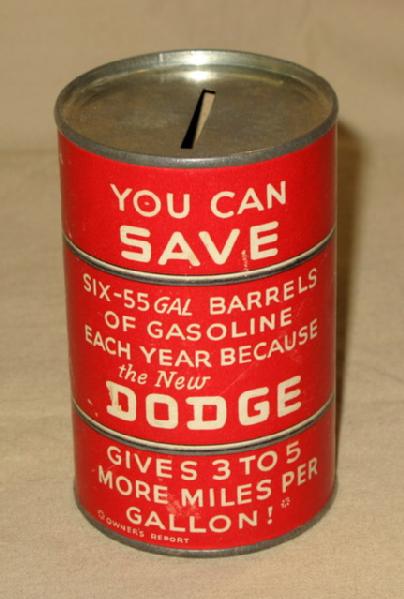 YOU CAN
SAVE
SIX-55 GAL BARRELS
OF GASOLINE
EACH YEAR BECAUSE
the New
DODGE
GIVES 3 TO 5
MORE MILES PER
GALLON!
OWNER'S REPORT